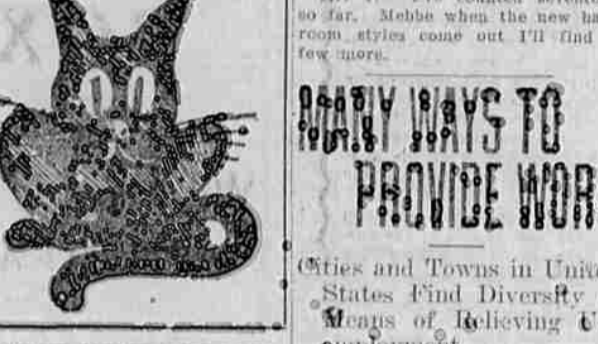 so far. Mebbe when the new ha
room styles come out I'll find
few more.
MANY WAYS TO
PROVIDE WOR
Cities and Towns in Unit
States Find Diversity
Means of Relieving U